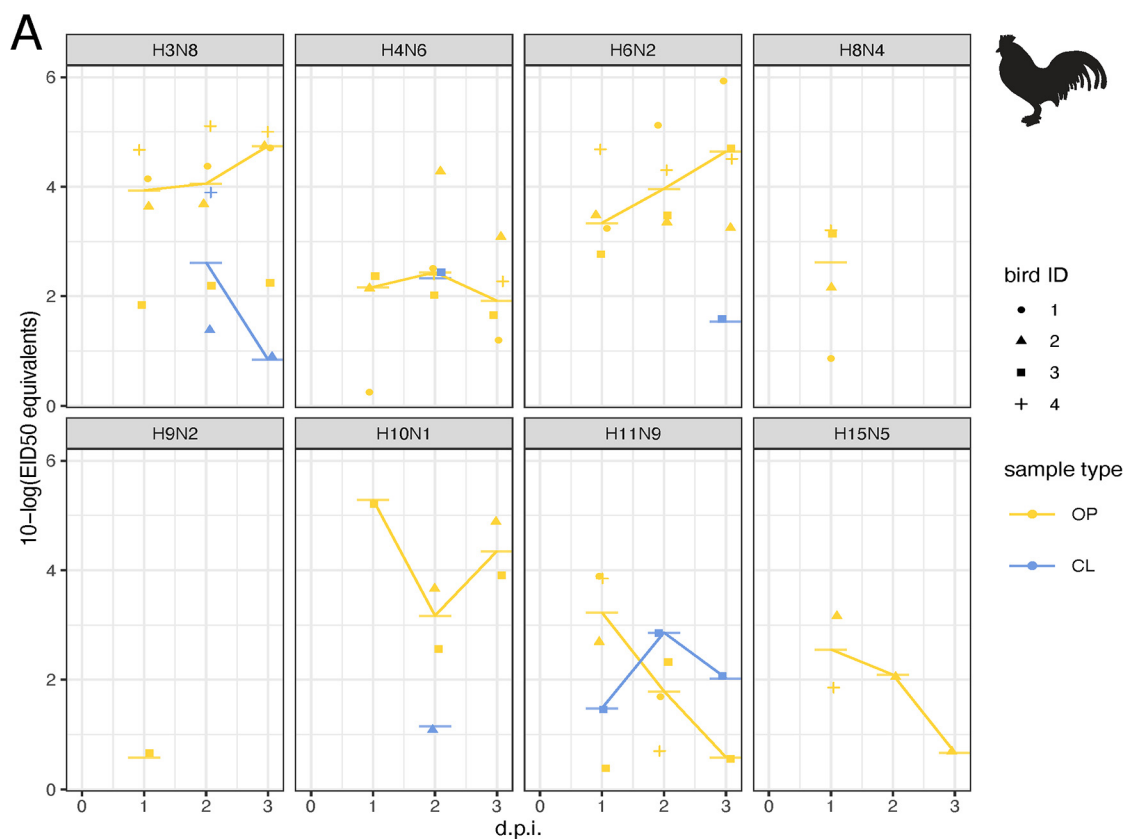 A
H3N8 H4N6 H6N2 H8N4
6
4
2
0
H9N2 H10N1 H11N9 H15N5
6
4
2
0
0 1 2 3 0 1 2 3 0 1 2 3 0 1 2 3
d.p.i.
10−log(EID50 equivalents)
bird ID
1
2
3
4
sample type
OP
CL